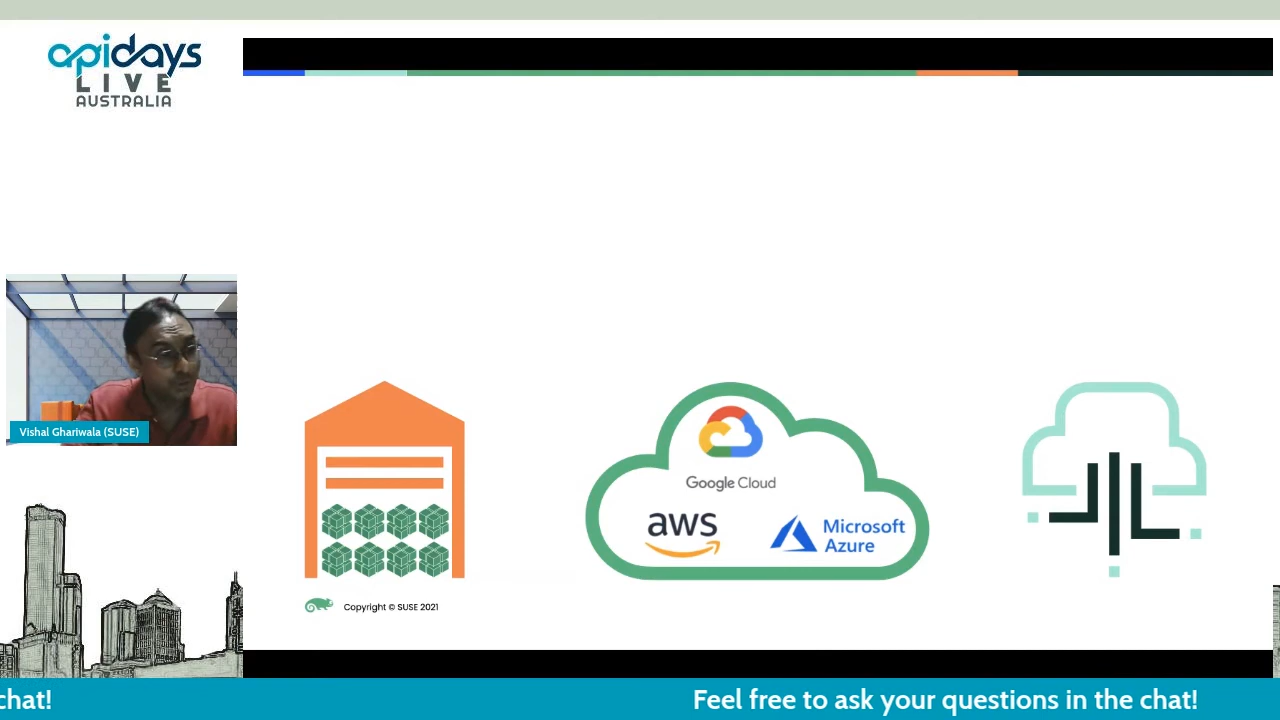 apidays
LIVE
AUSTRALIA
Vishal Ghariwala (SUSE)
Google Cloud
aws
Microsoft
Azure
Copyright © SUSE 2021
chat!
Feel free to ask your questions in the chat!